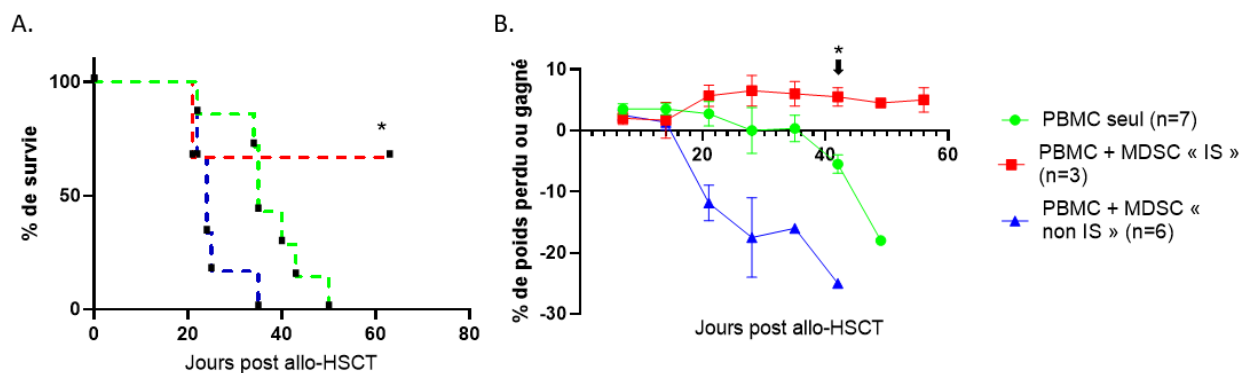 A.
% de survie
100
50
0
0
20
40
60
80
*
Jours post allo-HSCT
B.
% de poids perdu ou gagné
10
0
-10
-20
-30
20
40
60
*
Jours post allo-HSCT
PBMC seul (n=7)
PBMC + MDSC « IS »
(n=3)
PBMC + MDSC «
non IS » (n=6)